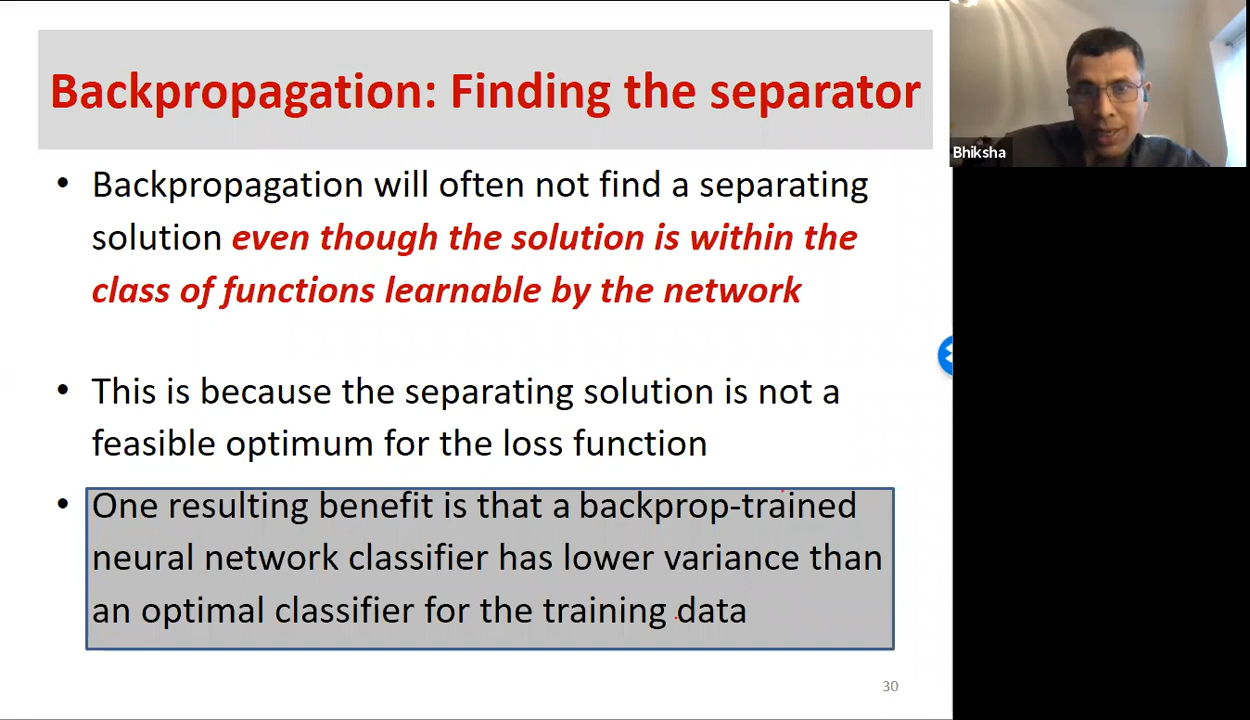 Backpropagation: Finding the separator
• Backpropagation will often not find a separating
solution even though the solution is within the
class of functions learnable by the network
• This is because the separating solution is not a
feasible optimum for the loss function
• One resulting benefit is that a backprop-trained
neural network classifier has lower variance than
an optimal classifier for the training data
30
Bhiksha